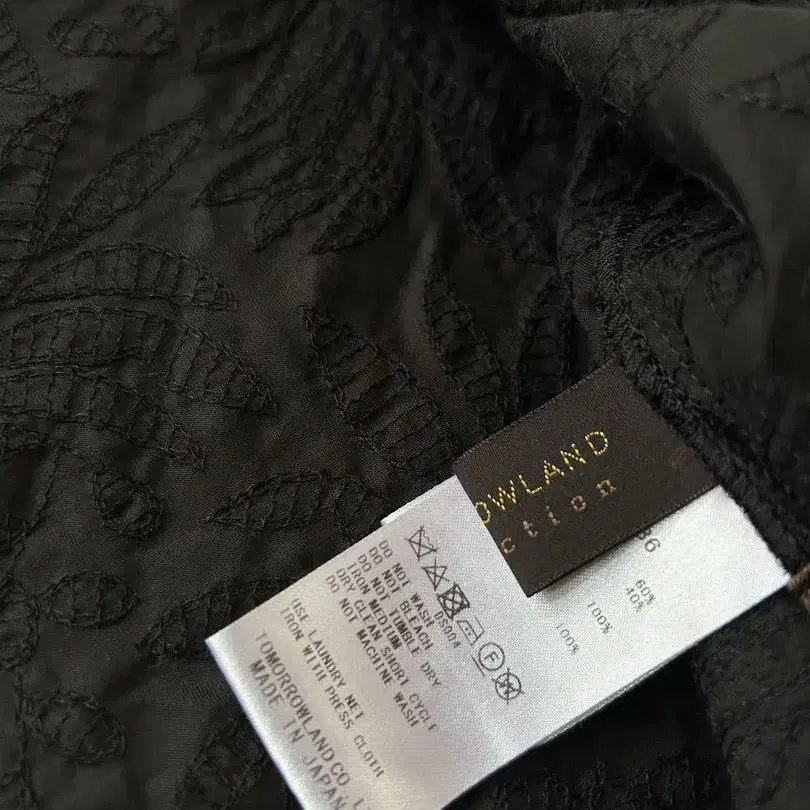 OWLAND
ction
36
60%
40%
100%
100%
DS004
DO NOT WASH
DO NOT BLEACH
DO NOT TUMBLE DRY
IRON MEDIUM
DRY CLEAN SHORT CYCLE
DO NOT MACHINE WASH
USE LAUNDRY NET
IRON WITH PRESS CLOTH
TOMORROWLAND CO., L
MADE IN JAPAN